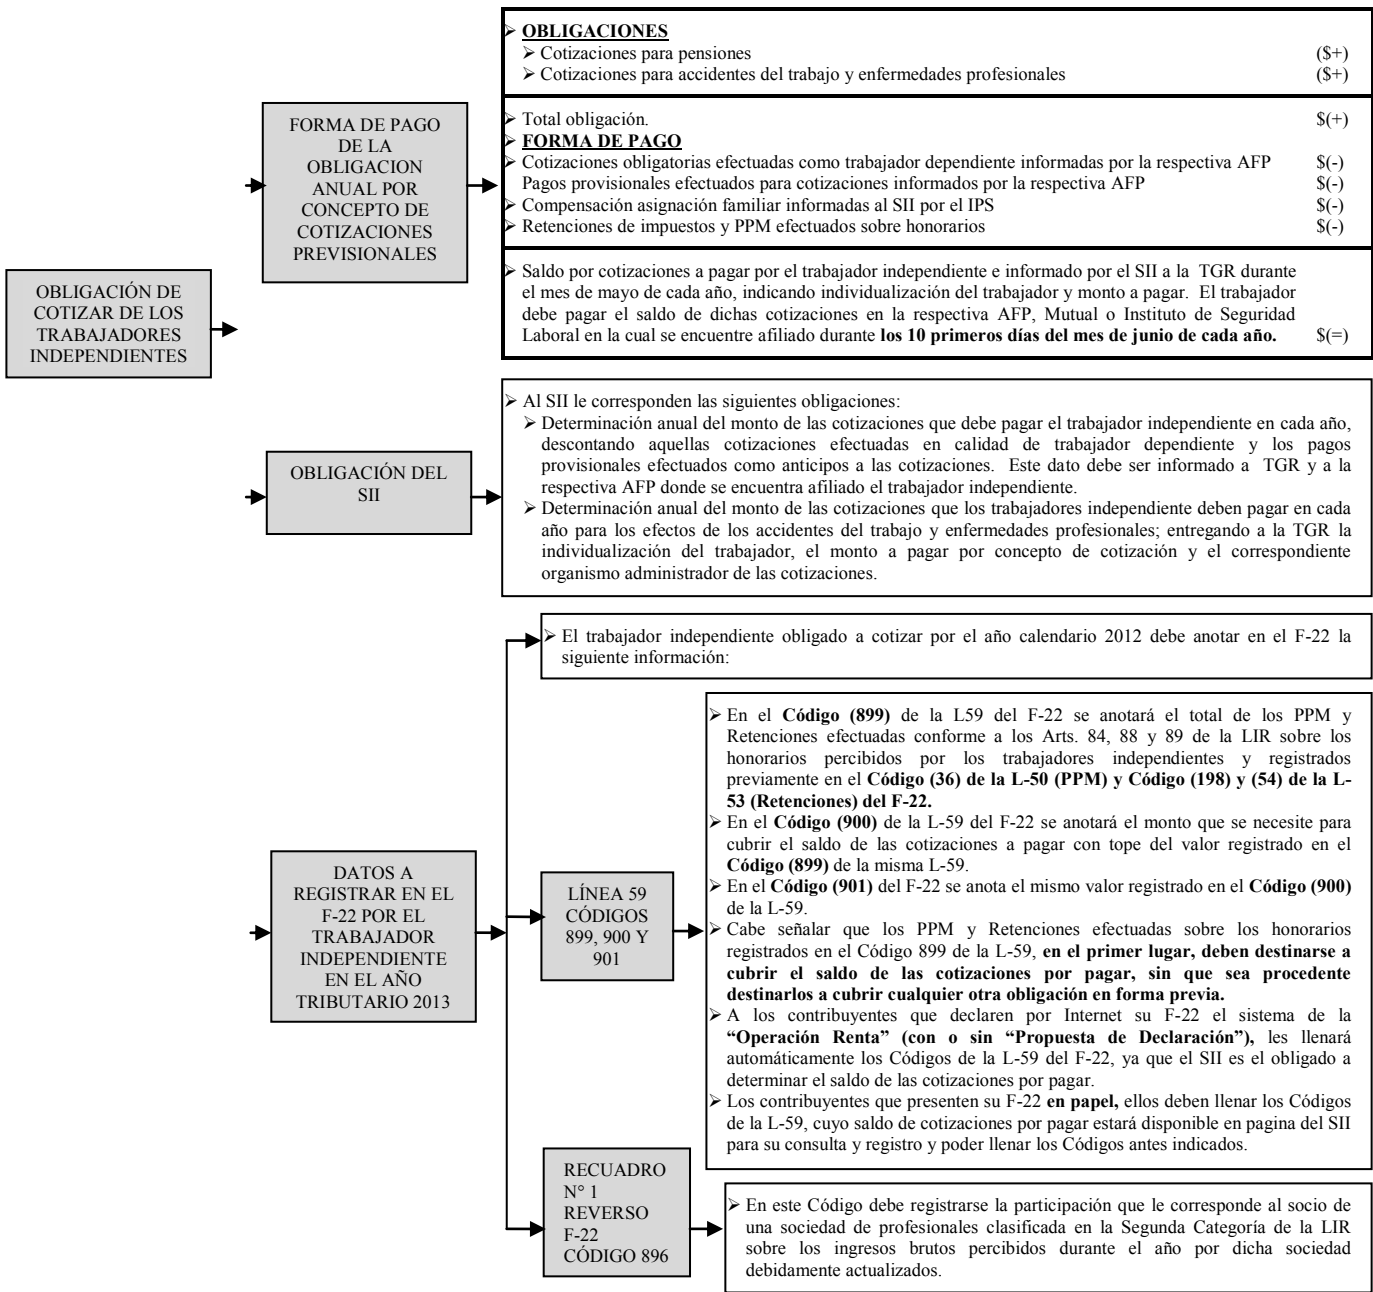 OBLIGACIÓN DE
COTIZAR DE LOS
TRABAJADORES
INDEPENDIENTES
FORMA DE PAGO
DE LA
OBLIGACION
ANUAL POR
CONCEPTO DE
COTIZACIONES
PREVISIONALES
➢ OBLIGACIONES
➢ Cotizaciones para pensiones ($+)
➢ Cotizaciones para accidentes del trabajo y enfermedades profesionales ($+)
➢ Total obligación. $(+)
➢ FORMA DE PAGO
➢ Cotizaciones obligatorias efectuadas como trabajador dependiente informadas por la respectiva AFP $(-)
Pagos provisionales efectuados para cotizaciones informados por la respectiva AFP $(-)
➢ Compensación asignación familiar informadas al SII por el IPS $(-)
➢ Retenciones de impuestos y PPM efectuados sobre honorarios $(-)
➢ Saldo por cotizaciones a pagar por el trabajador independiente e informado por el SII a la TGR durante
el mes de mayo de cada año, indicando individualización del trabajador y monto a pagar. El trabajador
debe pagar el saldo de dichas cotizaciones en la respectiva AFP, Mutual o Instituto de Seguridad
Laboral en la cual se encuentre afiliado durante los 10 primeros días del mes de junio de cada año. $(=)
OBLIGACIÓN DEL
SII
➢ Al SII le corresponden las siguientes obligaciones:
➢ Determinación anual del monto de las cotizaciones que debe pagar el trabajador independiente en cada año,
descontando aquellas cotizaciones efectuadas en calidad de trabajador dependiente y los pagos
provisionales efectuados como anticipos a las cotizaciones. Este dato debe ser informado a TGR y a la
respectiva AFP donde se encuentra afiliado el trabajador independiente.
➢ Determinación anual del monto de las cotizaciones que los trabajadores independiente deben pagar en cada
año para los efectos de los accidentes del trabajo y enfermedades profesionales; entregando a la TGR la
individualización del trabajador, el monto a pagar por concepto de cotización y el correspondiente
organismo administrador de las cotizaciones.
DATOS A
REGISTRAR EN EL
F-22 POR EL
TRABAJADOR
INDEPENDIENTE
EN EL AÑO
TRIBUTARIO 2013
➢ El trabajador independiente obligado a cotizar por el año calendario 2012 debe anotar en el F-22 la
siguiente información:
LÍNEA 59
CÓDIGOS
899, 900 Y
901
➢ En el Código (899) de la L59 del F-22 se anotará el total de los PPM y
Retenciones efectuadas conforme a los Arts. 84, 88 y 89 de la LIR sobre los
honorarios percibidos por los trabajadores independientes y registrados
previamente en el Código (36) de la L-50 (PPM) y Código (198) y (54) de la L-
53 (Retenciones) del F-22.
➢ En el Código (900) de la L-59 del F-22 se anotará el monto que se necesite para
cubrir el saldo de las cotizaciones a pagar con tope del valor registrado en el
Código (899) de la misma L-59.
➢ En el Código (901) del F-22 se anota el mismo valor registrado en el Código (900)
de la L-59.
➢ Cabe señalar que los PPM y Retenciones efectuadas sobre los honorarios
registrados en el Código 899 de la L-59, en el primer lugar, deben destinarse a
cubrir el saldo de las cotizaciones por pagar, sin que sea procedente
destinarlos a cubrir cualquier otra obligación en forma previa.
➢ A los contribuyentes que declaren por Internet su F-22 el sistema de la
“Operación Renta” (con o sin “Propuesta de Declaración”), les llenará
automáticamente los Códigos de la L-59 del F-22, ya que el SII es el obligado a
determinar el saldo de las cotizaciones por pagar.
➢ Los contribuyentes que presenten su F-22 en papel, ellos deben llenar los Códigos
de la L-59, cuyo saldo de cotizaciones por pagar estará disponible en pagina del SII
para su consulta y registro y poder llenar los Códigos antes indicados.
RECUADRO
N° 1
REVERSO
F-22
CÓDIGO 896
➢ En este Código debe registrarse la participación que le corresponde al socio de
una sociedad de profesionales clasificada en la Segunda Categoría de la LIR
sobre los ingresos brutos percibidos durante el año por dicha sociedad
debidamente actualizados.